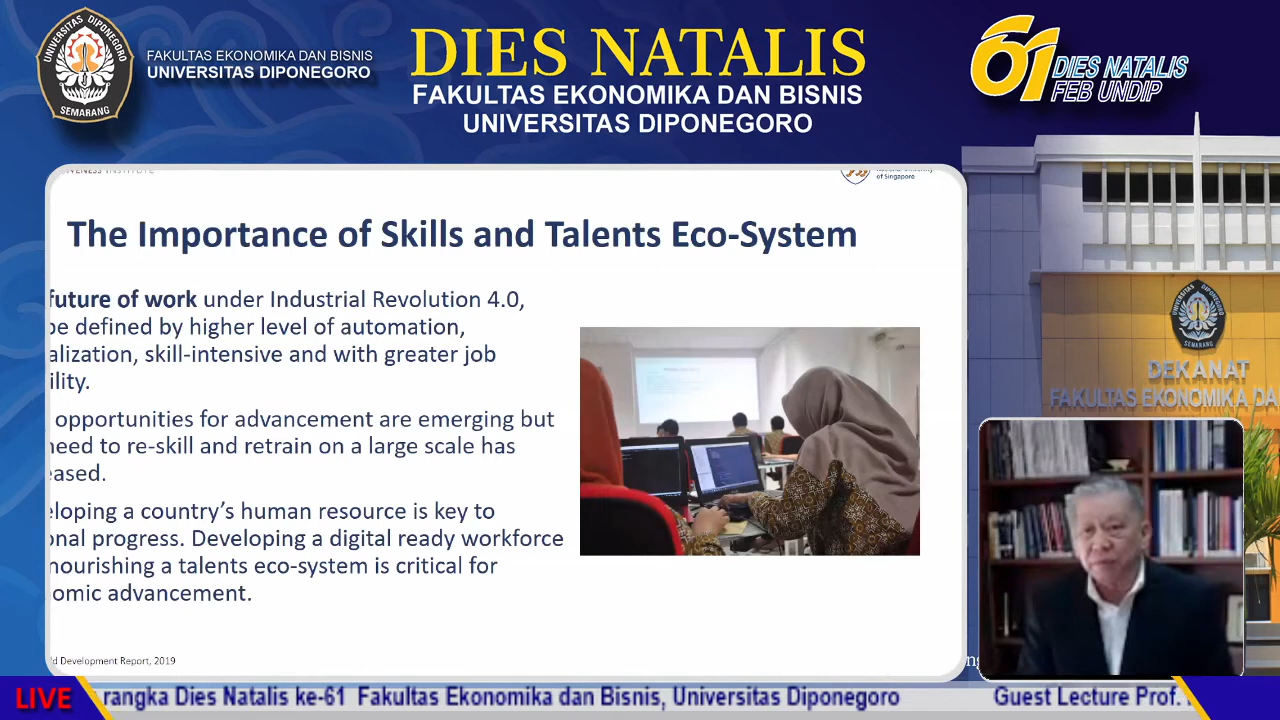 UNIVERSITAS DIPONEGORO
SEMARANG
FAKULTAS EKONOMIKA DAN BISNIS
UNIVERSITAS DIPONEGORO
DIES NATALIS
FAKULTAS EKONOMIKA DAN BISNIS
UNIVERSITAS DIPONEGORO
61 DIES NATALIS
FEB UNDIP
of Singapore
The Importance of Skills and Talents Eco-System
future of work under Industrial Revolution 4.0,
be defined by higher level of automation,
alization, skill-intensive and with greater job
ility.
opportunities for advancement are emerging but
need to re-skill and retrain on a large scale has
eased.
eloping a country's human resource is key to
onal progress. Developing a digital ready workforce
nourishing a talents eco-system is critical for
omic advancement.
d Development Report, 2019
DEKANAT
FAKULTAS EKONOMIKA DA
LIVE
rangka Dies Natalis ke-61 Fakultas Ekonomika dan Bisnis, Universitas Diponegoro
Guest Lecture Prof.